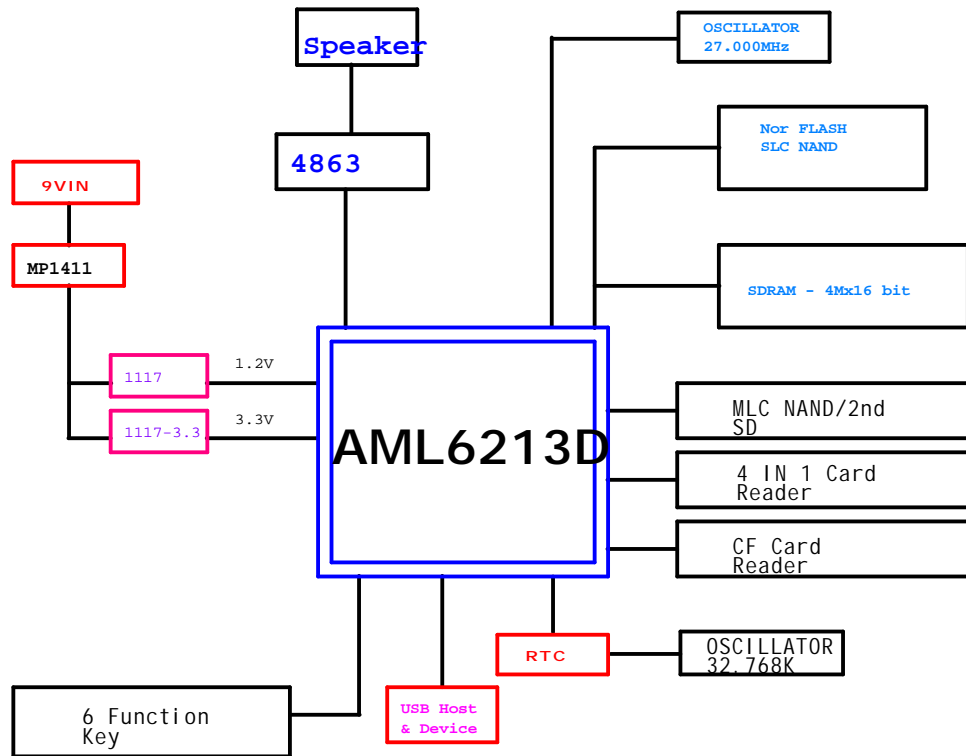 Speaker
OSCILLATOR
27.000MHz
4863
Nor FLASH
SLC NAND
9VIN
MP1411
SDRAM - 4Mx16 bit
1117
1.2V
1117-3.3
3.3V
AML6213D
MLC NAND/2nd
SD
4 IN 1 Card
Reader
CF Card
Reader
RTC
OSCILLATOR
32.768K
6 Function
Key
USB Host
& Device